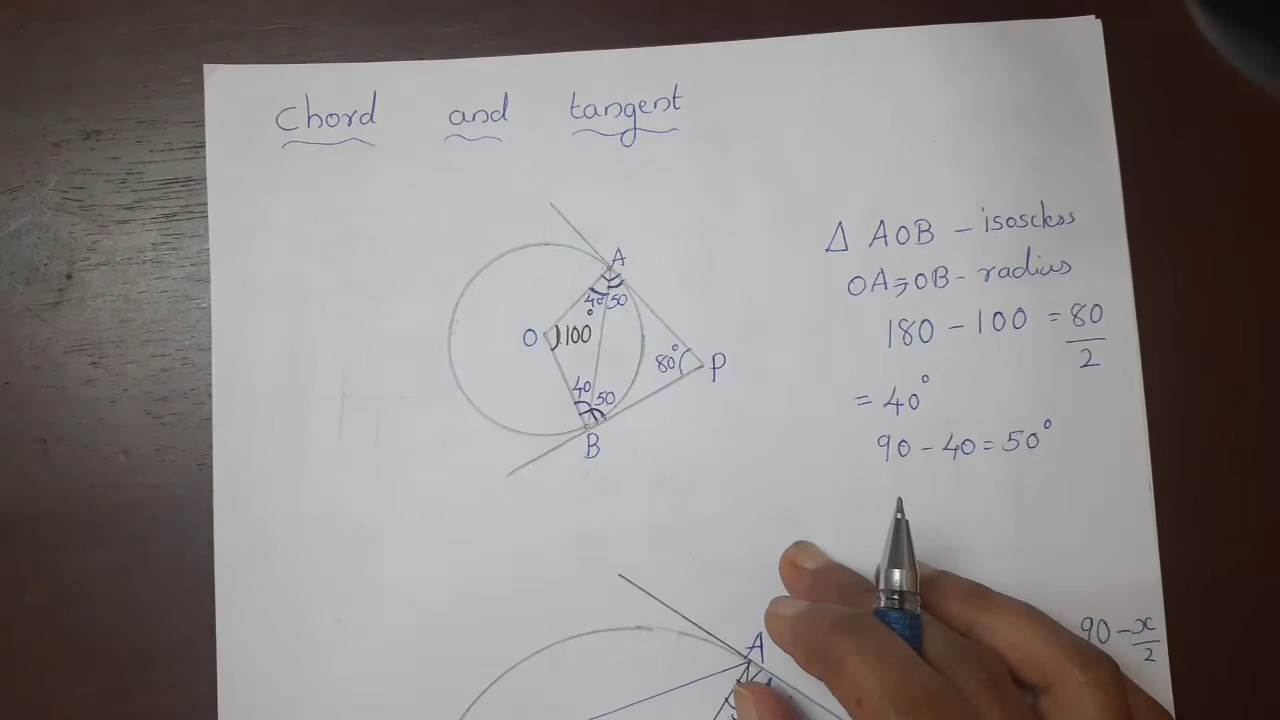 Chord and tangent
A
40° 50
O 100°
80° P
40 50
B
Δ AOB - isosceles
OA = OB - radius
180 - 100 = 80/2
= 40°
90 - 40 = 50°
90 - x/2
A